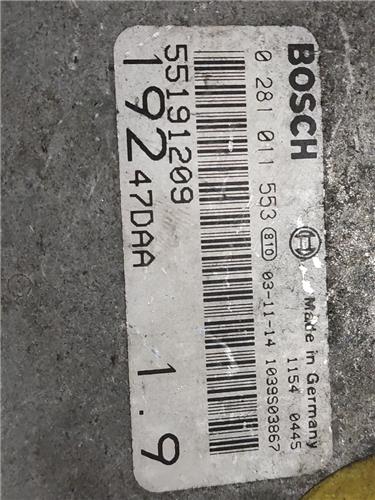 BOSCH
Made in Germany
1154 0445
0 281 011 553 810 03-11-14 1039S03867
55191209
192 47DAA 1.9